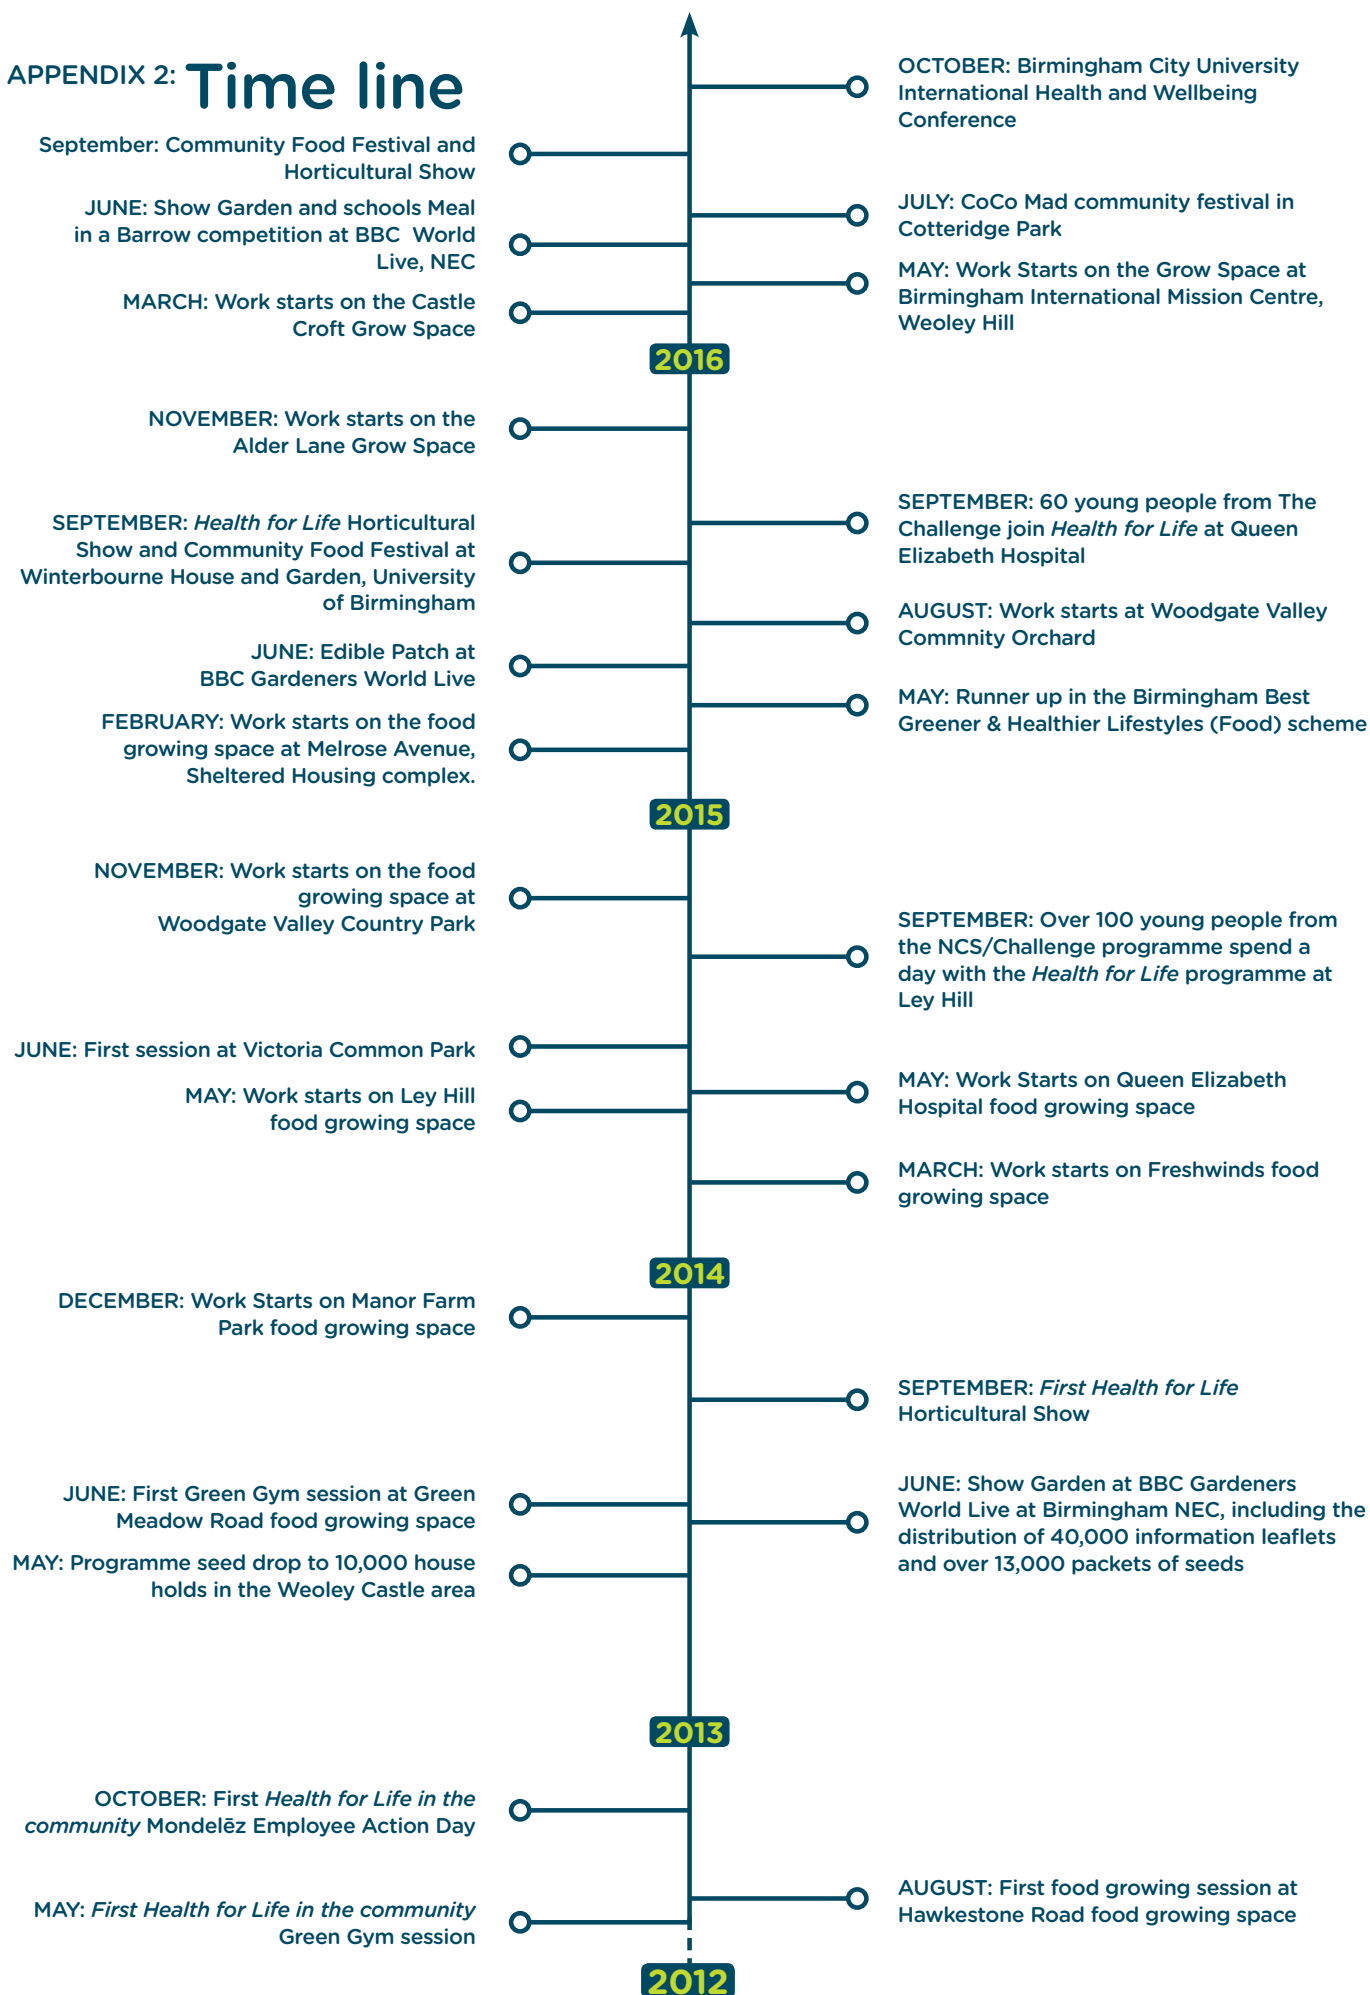 APPENDIX 2: Time line
OCTOBER: Birmingham City University
International Health and Wellbeing
Conference
September: Community Food Festival and
Horticultural Show
JULY: CoCo Mad community festival in
Cotteridge Park
JUNE: Show Garden and schools Meal
in a Barrow competition at BBC World
Live, NEC
MAY: Work Starts on the Grow Space at
Birmingham International Mission Centre,
Weoley Hill
MARCH: Work starts on the Castle
Croft Grow Space
2016
NOVEMBER: Work starts on the
Alder Lane Grow Space
SEPTEMBER: 60 young people from The
Challenge join Health for Life at Queen
Elizabeth Hospital
SEPTEMBER: Health for Life Horticultural
Show and Community Food Festival at
Winterbourne House and Garden, University
of Birmingham
AUGUST: Work starts at Woodgate Valley
Commnity Orchard
JUNE: Edible Patch at
BBC Gardeners World Live
MAY: Runner up in the Birmingham Best
Greener & Healthier Lifestyles (Food) scheme
FEBRUARY: Work starts on the food
growing space at Melrose Avenue,
Sheltered Housing complex.
2015
NOVEMBER: Work starts on the food
growing space at
Woodgate Valley Country Park
SEPTEMBER: Over 100 young people from
the NCS/Challenge programme spend a
day with the Health for Life programme at
Ley Hill
JUNE: First session at Victoria Common Park
MAY: Work Starts on Queen Elizabeth
Hospital food growing space
MAY: Work starts on Ley Hill
food growing space
MARCH: Work starts on Freshwinds food
growing space
2014
DECEMBER: Work Starts on Manor Farm
Park food growing space
SEPTEMBER: First Health for Life
Horticultural Show
JUNE: First Green Gym session at Green
Meadow Road food growing space
JUNE: Show Garden at BBC Gardeners
World Live at Birmingham NEC, including the
distribution of 40,000 information leaflets
and over 13,000 packets of seeds
MAY: Programme seed drop to 10,000 house
holds in the Weoley Castle area
2013
OCTOBER: First Health for Life in the
community Mondelēz Employee Action Day
AUGUST: First food growing session at
Hawkestone Road food growing space
MAY: First Health for Life in the community
Green Gym session
2012